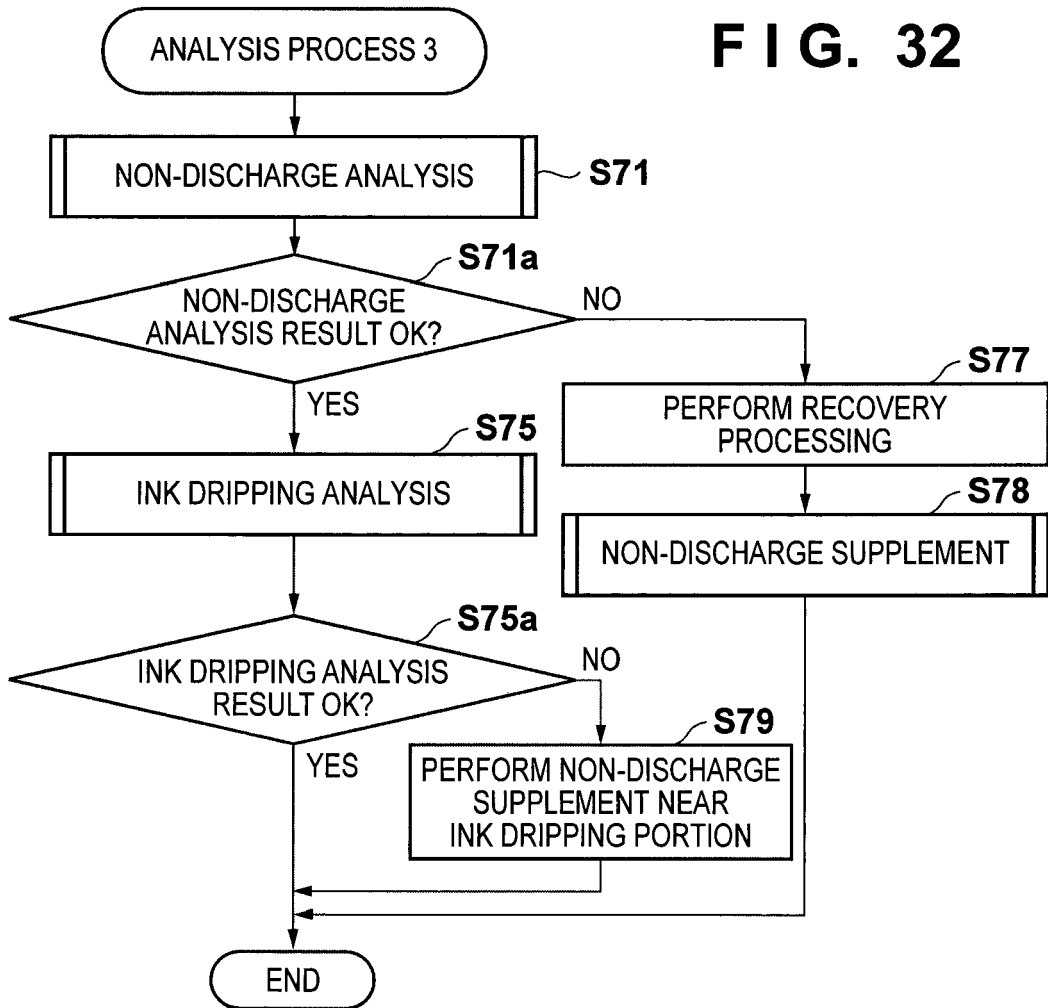 F I G. 32
ANALYSIS PROCESS 3
NON-DISCHARGE ANALYSIS
S71
S71a
NON-DISCHARGE
ANALYSIS RESULT OK?
NO
YES
S77
PERFORM RECOVERY
PROCESSING
S75
INK DRIPPING ANALYSIS
S78
NON-DISCHARGE SUPPLEMENT
S75a
INK DRIPPING ANALYSIS
RESULT OK?
NO
YES
S79
PERFORM NON-DISCHARGE
SUPPLEMENT NEAR
INK DRIPPING PORTION
END